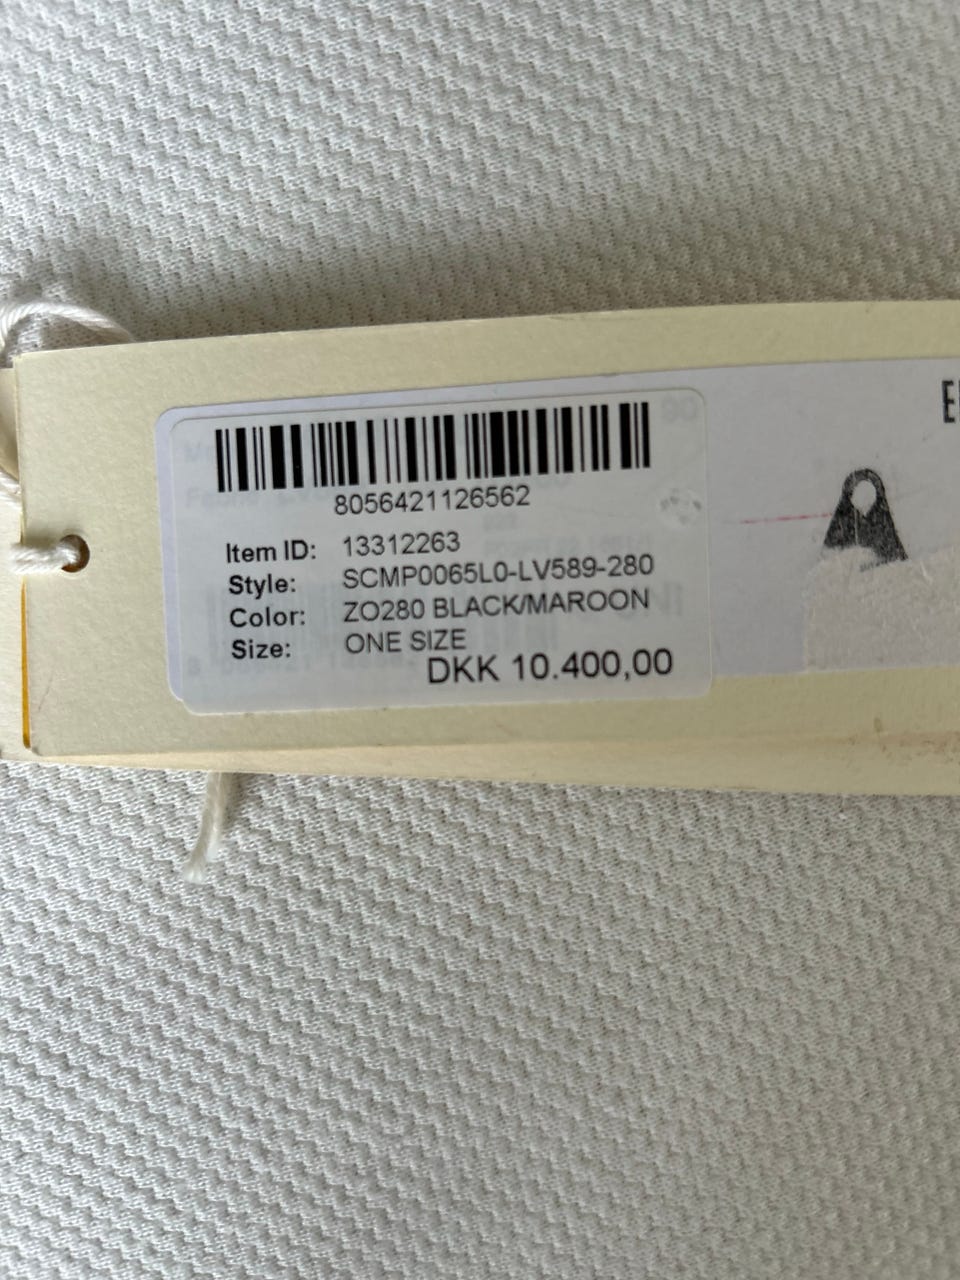 8056421126562
Item ID: 13312263
Style: SCMP0065L0-LV589-280
Color: ZO280 BLACK/MAROON
Size: ONE SIZE
DKK 10.400,00